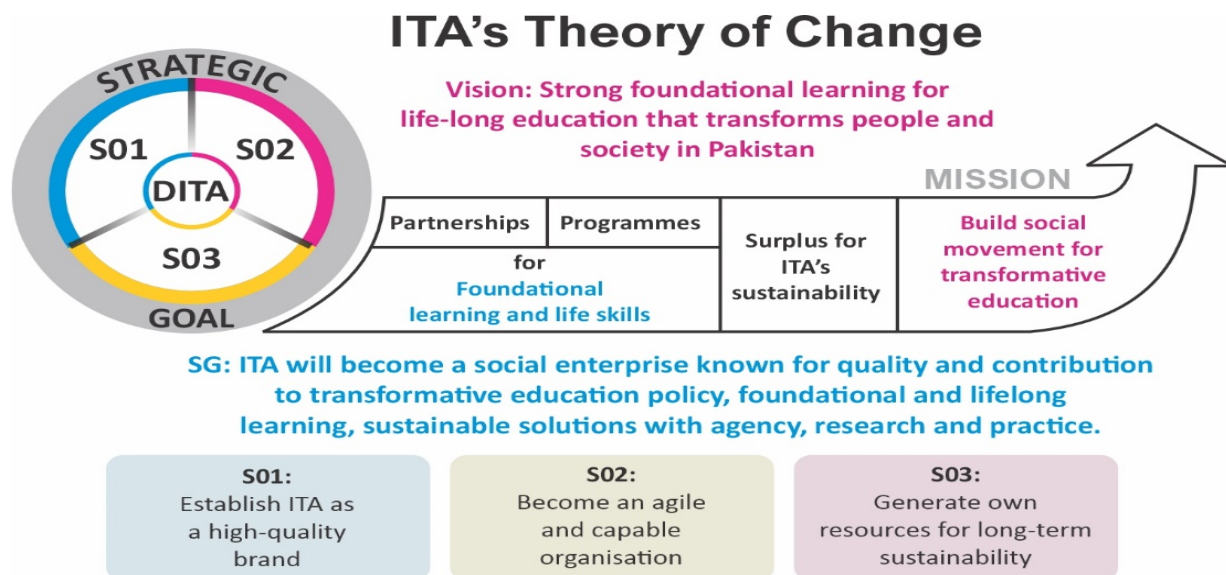 ITA's Theory of Change
STRATEGIC
S01
S02
DITA
S03
GOAL
Vision: Strong foundational learning for
life-long education that transforms people and
society in Pakistan
MISSION
Partnerships
Programmes
for
Foundational
learning and life skills
Surplus for
ITA's
sustainability
Build social
movement for
transformative
education
SG: ITA will become a social enterprise known for quality and contribution
to transformative education policy, foundational and lifelong
learning, sustainable solutions with agency, research and practice.
S01:
Establish ITA as
a high-quality
brand
S02:
Become an agile
and capable
organisation
S03:
Generate own
resources for long-term
sustainability